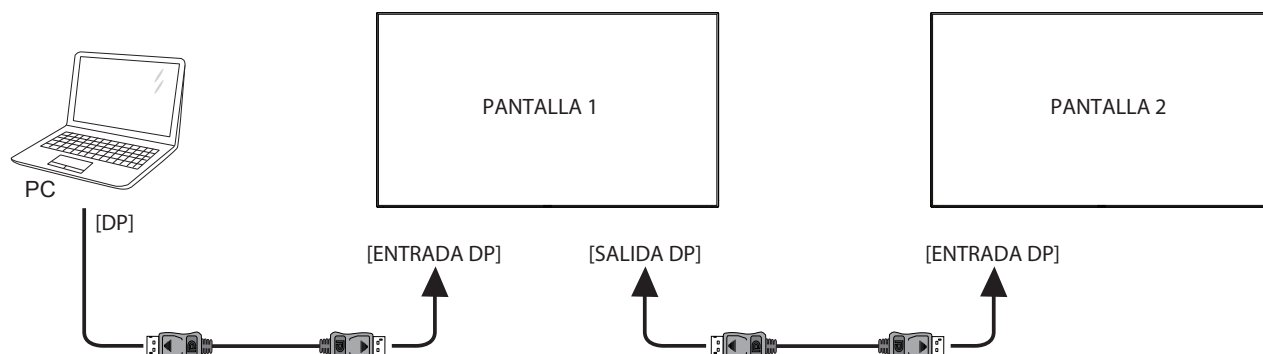 PANTALLA 1
PANTALLA 2
PC
[DP]
[ENTRADA DP]
[SALIDA DP]
[ENTRADA DP]